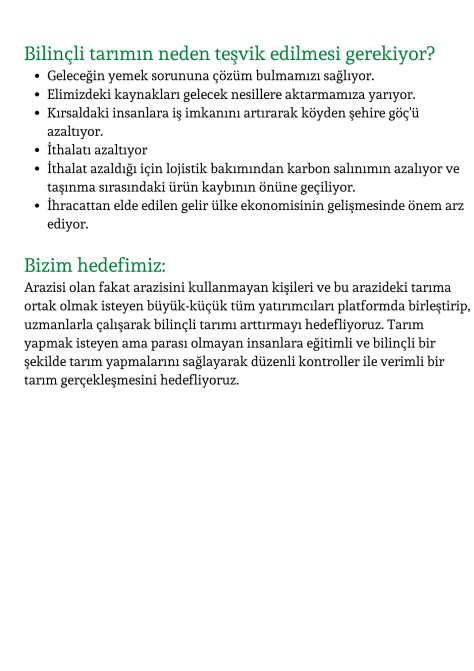 Bilinçli tarımın neden teşvik edilmesi gerekiyor?
• Geleceğin yemek sorununa çözüm bulmamızı sağlıyor.
• Elimizdeki kaynakları gelecek nesillere aktarmamıza yarıyor.
• Kırsaldaki insanlara iş imkanını artırarak köyden şehire göç'ü
azaltıyor.
• İthalatı azaltıyor
• İthalat azaldığı için lojistik bakımından karbon salınımın azalıyor ve
taşınma sırasındaki ürün kaybının önüne geçiliyor.
• İhracattan elde edilen gelir ülke ekonomisinin gelişmesinde önem arz
ediyor.
Bizim hedefimiz:
Arazisi olan fakat arazisini kullanmayan kişileri ve bu arazideki tarıma
ortak olmak isteyen büyük-küçük tüm yatırımcıları platformda birleştirip,
uzmanlarla çalışarak bilinçli tarımı arttırmayı hedefliyoruz. Tarım
yapmak isteyen ama parası olmayan insanlara eğitimli ve bilinçli bir
şekilde tarım yapmalarını sağlayarak düzenli kontroller ile verimli bir
tarım gerçekleşmesini hedefliyoruz.